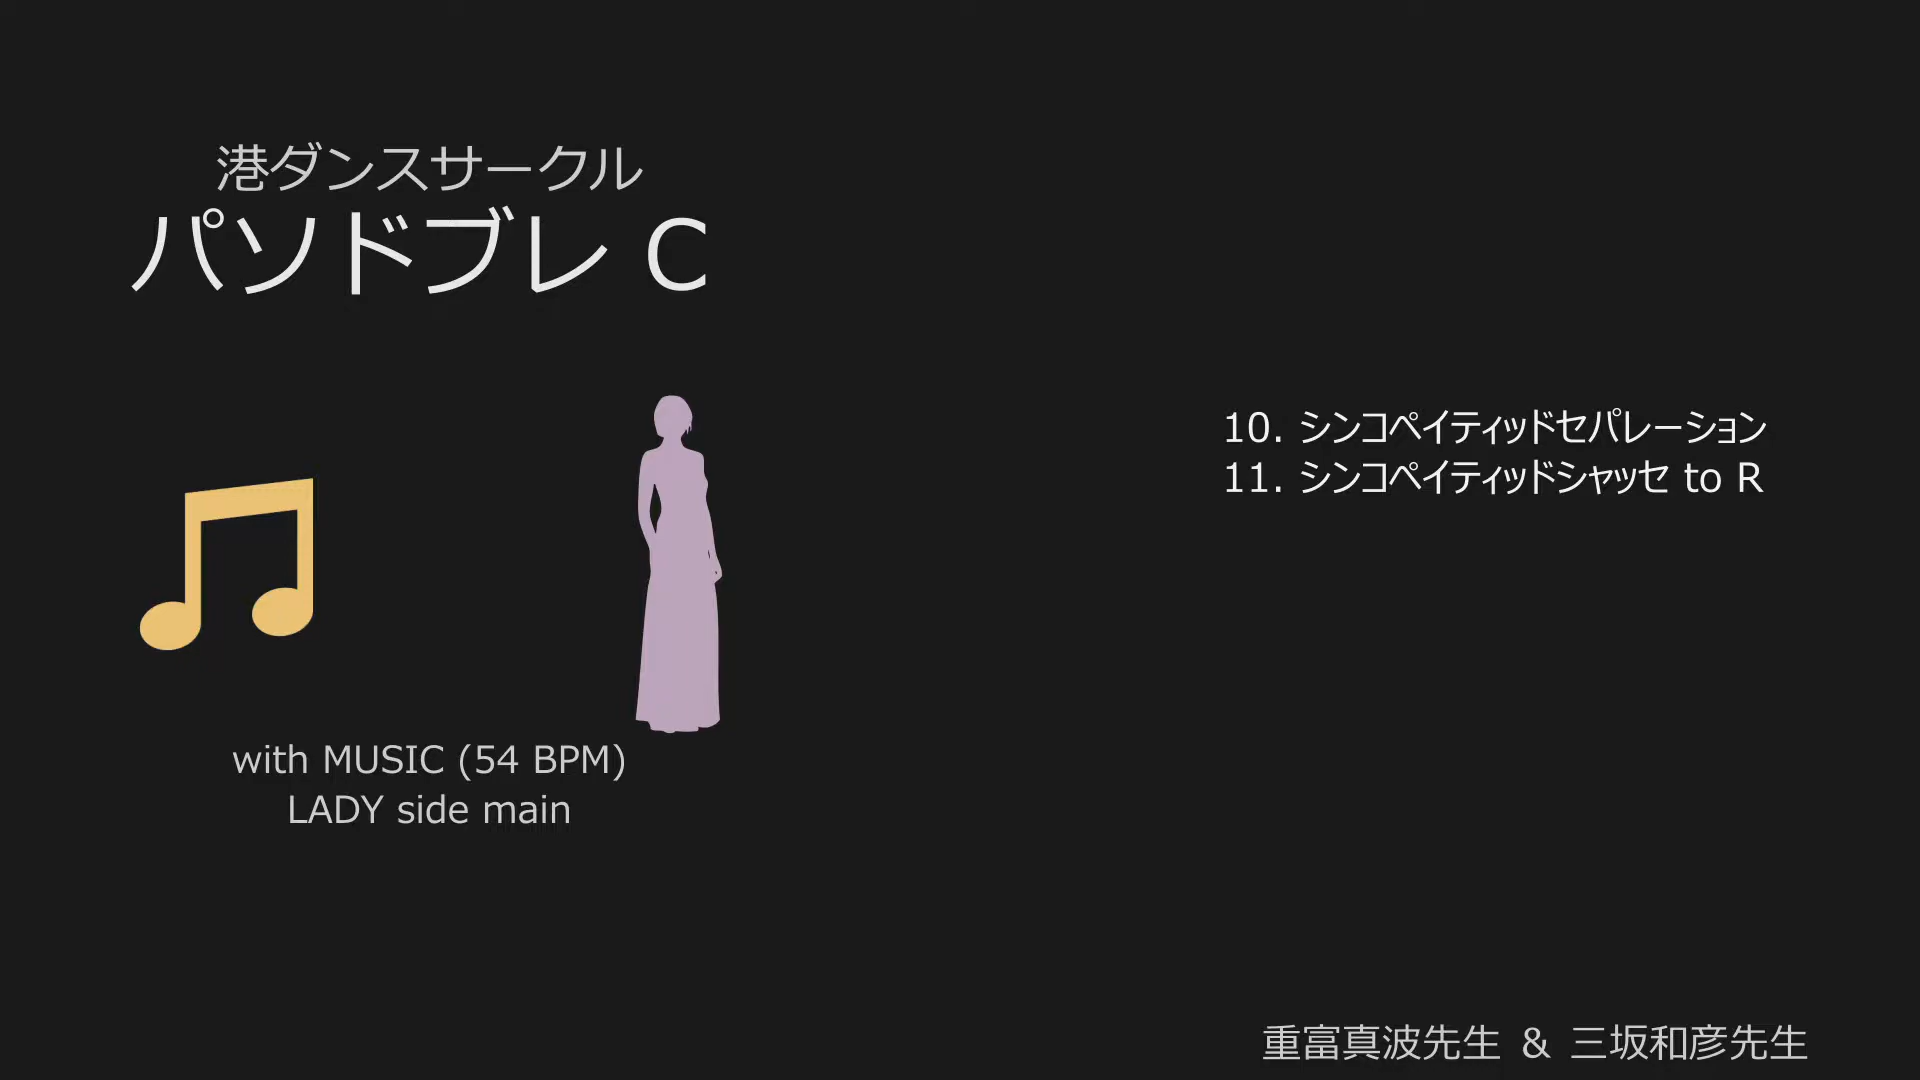 港ダンスサークル
パソドブレ C
10. シンコペイティッドセパレーション
11. シンコペイティッドシャッセ to R
with MUSIC (54 BPM)
LADY side main
重富真波先生 & 三坂和彦先生